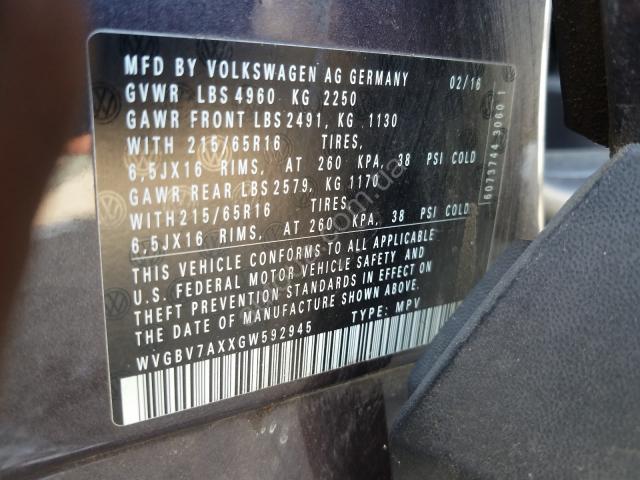 MFD BY VOLKSWAGEN AG GERMANY 02/16
GVWR LBS 4960 KG 2250
GAWR FRONT LBS 2491, KG 1130
WITH 215/65R16 TIRES,
6,5JX16 RIMS, AT 260 KPA, 38 PSI COLD
GAWR REAR LBS 2579, KG 1170
WITH 215/65R16 TIRES
6,5JX16 RIMS, AT 260 KPA, 38 PSI COLD
THIS VEHICLE CONFORMS TO ALL APPLICABLE
U.S. FEDERAL MOTOR VEHICLE SAFETY AND
THEFT PREVENTION STANDARDS IN EFFECT ON
THE DATE OF MANUFACTURE SHOWN ABOVE.
WVGBV7AXXGW592945 TYPE: MPV
6073744 3060 1